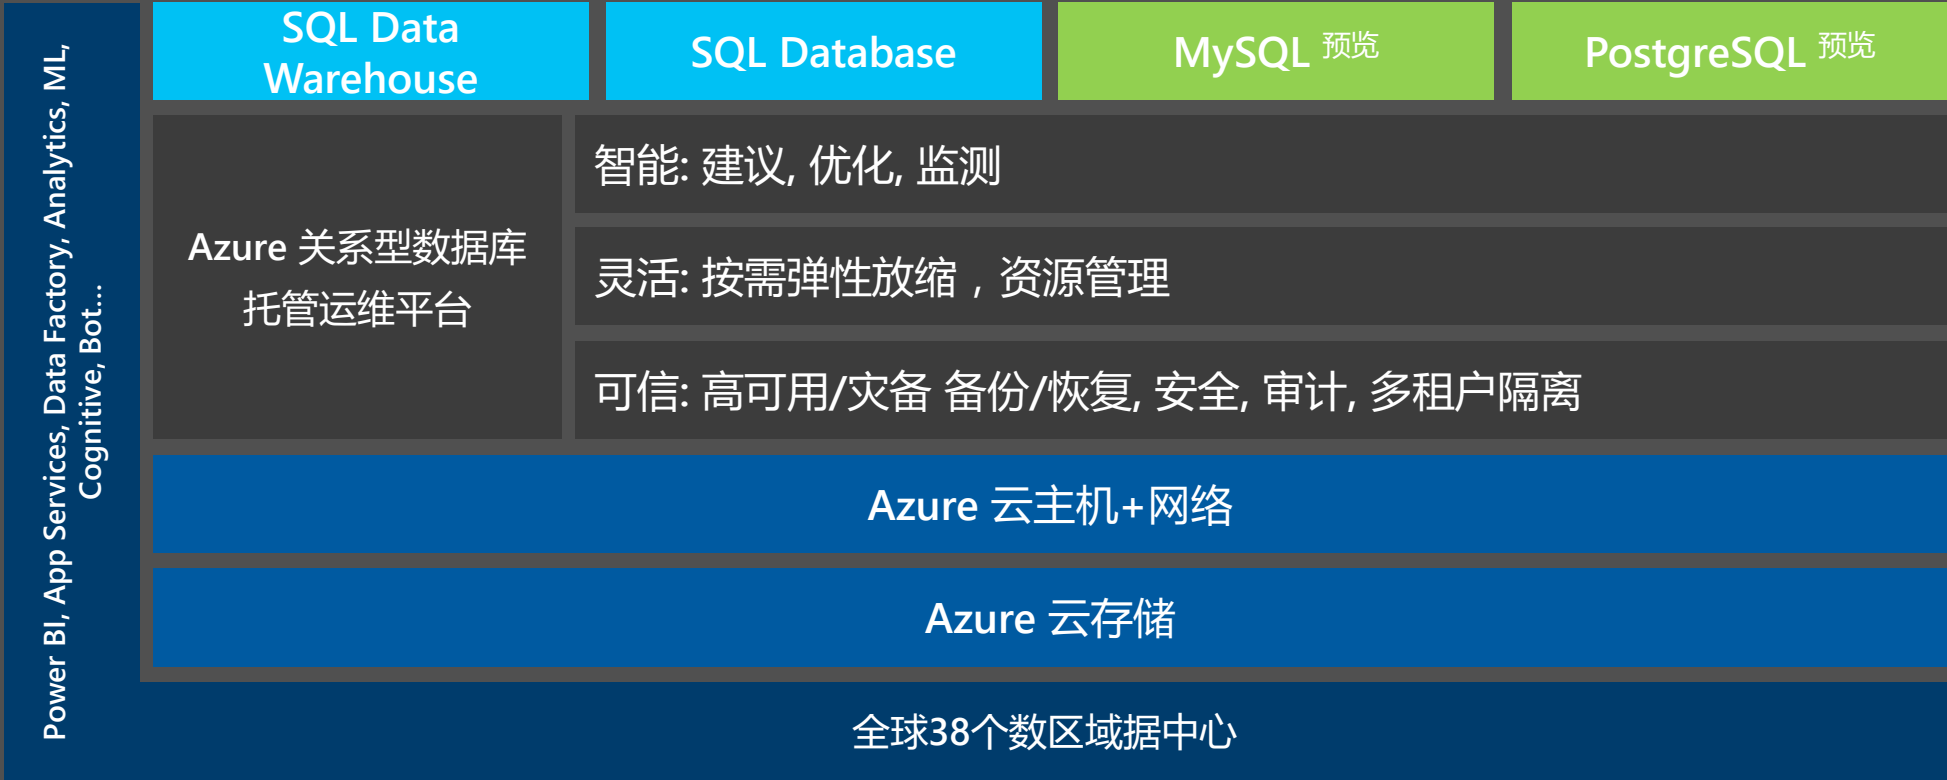 Power BI, App Services, Data Factory, Analytics, ML,
Cognitive, Bot...
SQL Data
Warehouse
SQL Database
MySQL 预览
PostgreSQL 预览
Azure 关系型数据库
托管运维平台
智能: 建议, 优化, 监测
灵活: 按需弹性放缩，资源管理
可信: 高可用/灾备 备份/恢复, 安全, 审计, 多租户隔离
Azure 云主机+网络
Azure 云存储
全球38个数区域据中心